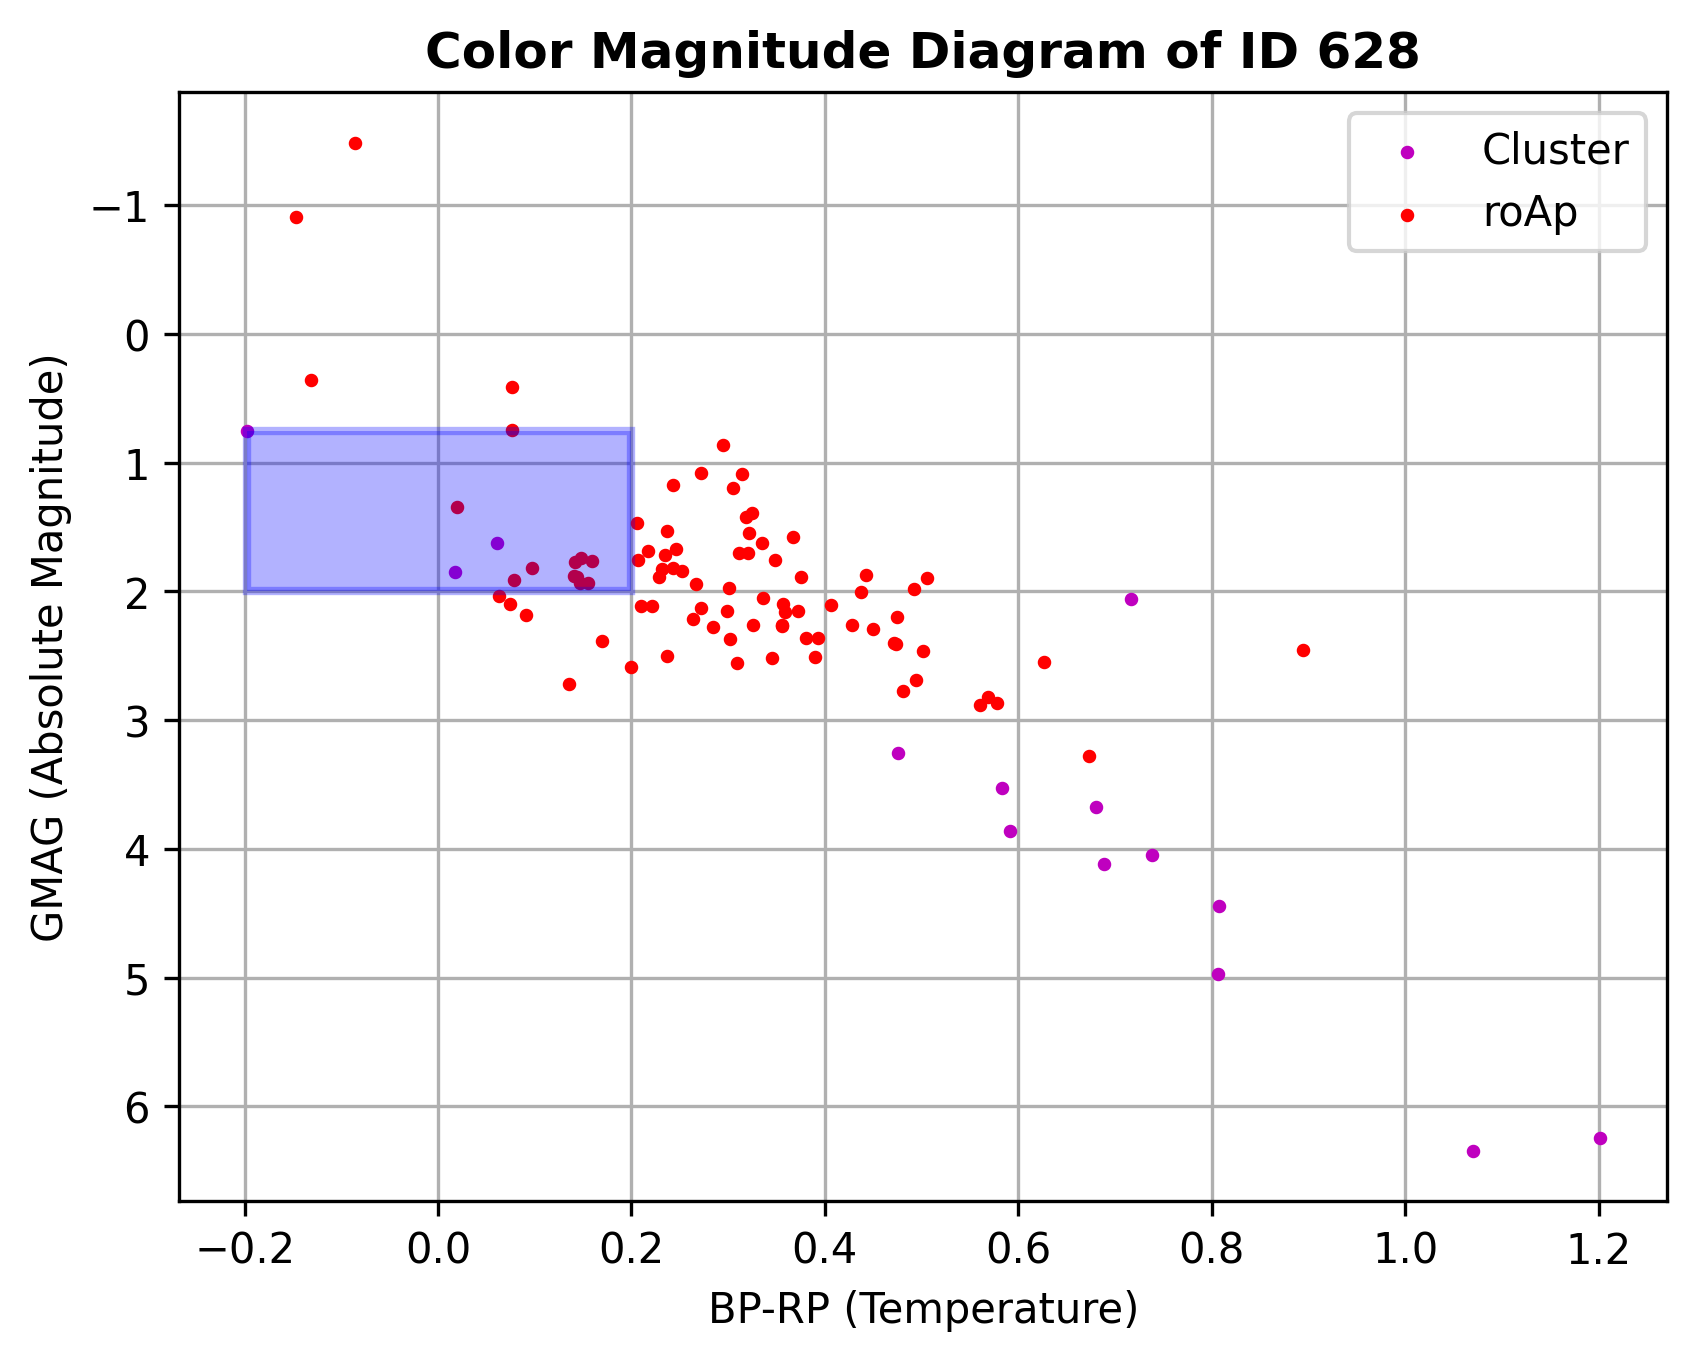 Color Magnitude Diagram of ID 628
Cluster
roAp
−1
0
1
2
3
4
5
6
GMAG (Absolute Magnitude)
−0.2 0.0 0.2 0.4 0.6 0.8 1.0 1.2
BP-RP (Temperature)